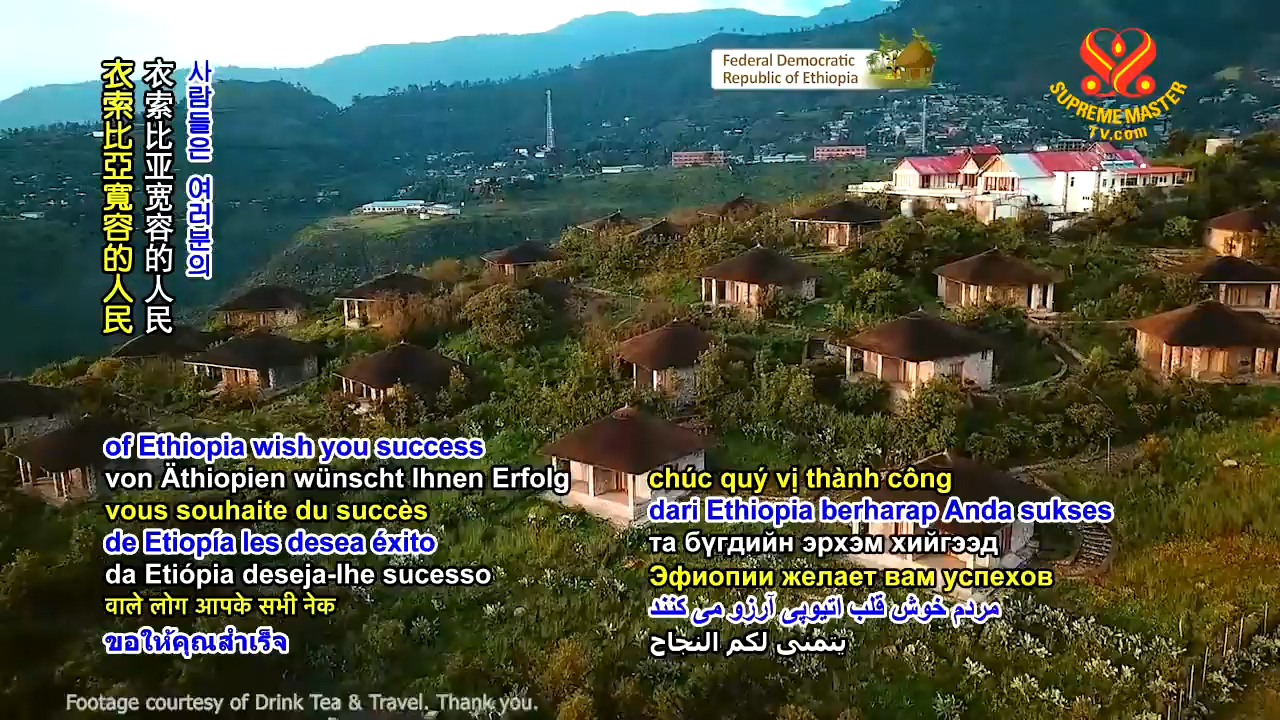 Federal Democratic
Republic of Ethiopia
SUPREME MASTER
TV.com
衣索比亞寬容的人民
衣索比亚宽容的人民
사람들은 여러분의
of Ethiopia wish you success
von Äthiopien wünscht Ihnen Erfolg
vous souhaite du succès
de Etiopía les desea éxito
da Etiópia deseja-lhe sucesso
वाले लोग आपके सभी नेक
ขอให้คุณสำเร็จ
chúc quý vị thành công
dari Ethiopia berharap Anda sukses
та бүгдийн эрхэм хийгээд
Эфиопии желает вам успехов
مردم خوش قلب اتیوپی آرزو می کنند
يتمنى لكم النجاح
Footage courtesy of Drink Tea & Travel. Thank you.